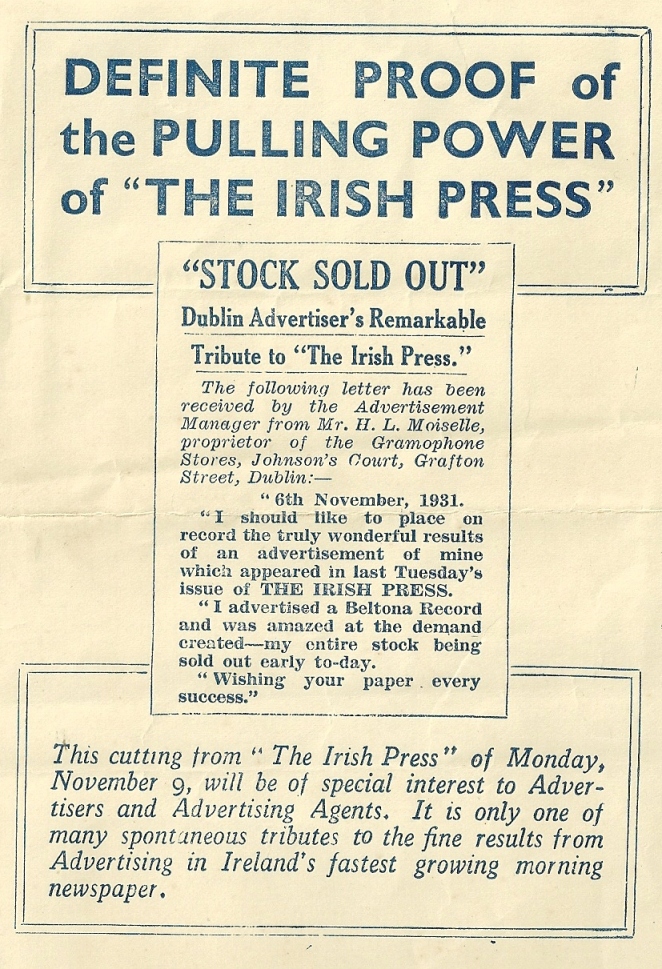 DEFINITE PROOF of
the PULLING POWER
of “THE IRISH PRESS”
“STOCK SOLD OUT”
Dublin Advertiser's Remarkable
Tribute to “The Irish Press.”
The following letter has been
received by the Advertisement
Manager from Mr. H. L. Moiselle,
proprietor of the Gramophone
Stores, Johnson's Court, Grafton
Street, Dublin:—
“6th November, 1931.
“I should like to place on
record the truly wonderful results
of an advertisement of mine
which appeared in last Tuesday's
issue of THE IRISH PRESS.
“I advertised a Beltona Record
and was amazed at the demand
created—my entire stock being
sold out early to-day.
“Wishing your paper every
success.”
This cutting from “The Irish Press” of Monday,
November 9, will be of special interest to Adver-
tisers and Advertising Agents. It is only one of
many spontaneous tributes to the fine results from
Advertising in Ireland's fastest growing morning
newspaper.